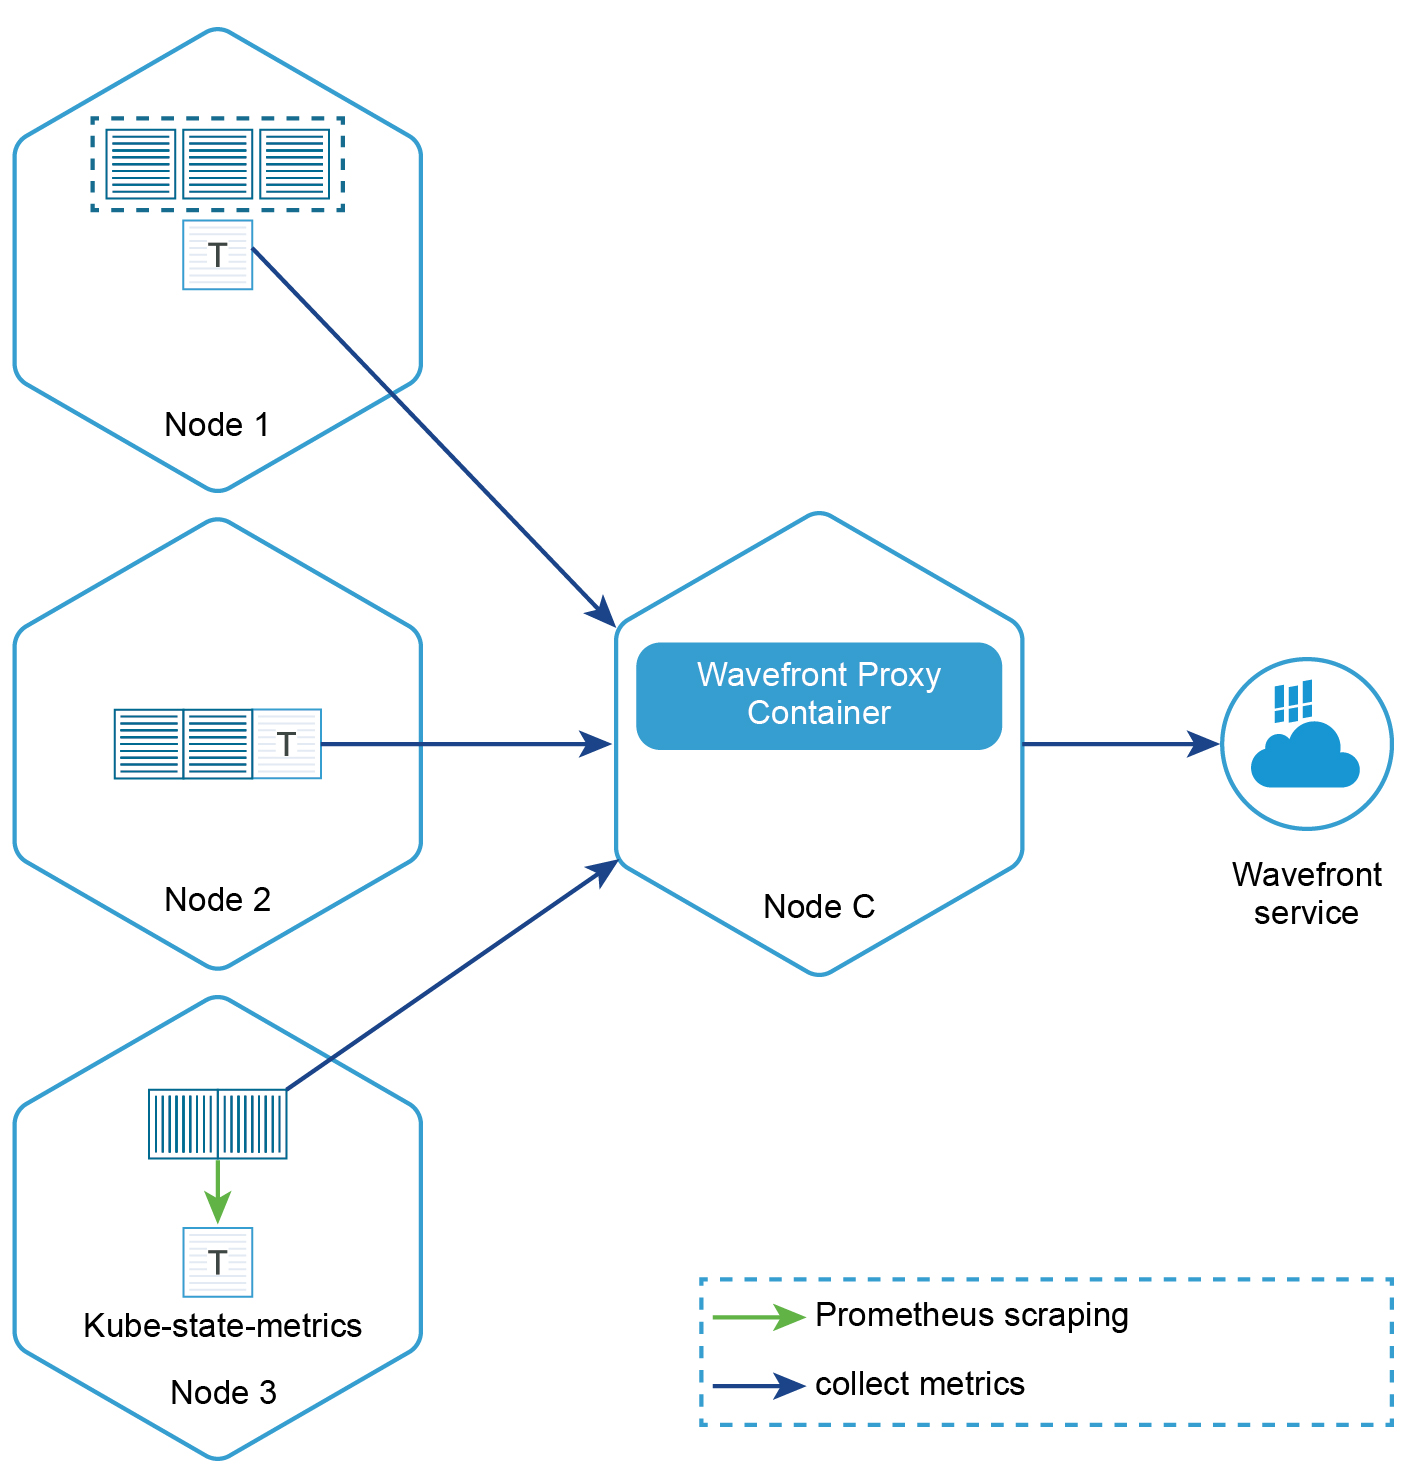 T
Node 1
T
Node 2
Wavefront Proxy
Container
Node C
Wavefront
service
T
Kube-state-metrics
Node 3
Prometheus scraping
collect metrics